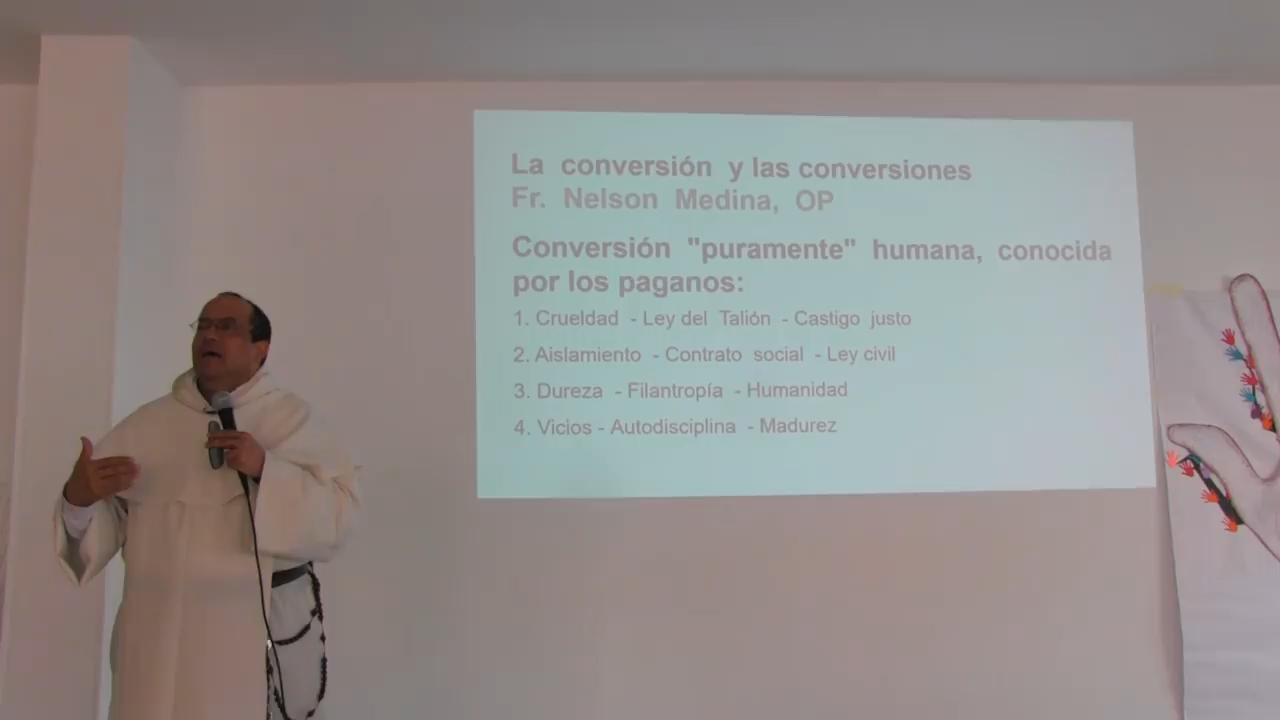 La conversión y las conversiones
Fr. Nelson Medina, OP
Conversión "puramente" humana, conocida
por los paganos:
1. Crueldad - Ley del Talión - Castigo justo
2. Aislamiento - Contrato social - Ley civil
3. Dureza - Filantropía - Humanidad
4. Vicios - Autodisciplina - Madurez